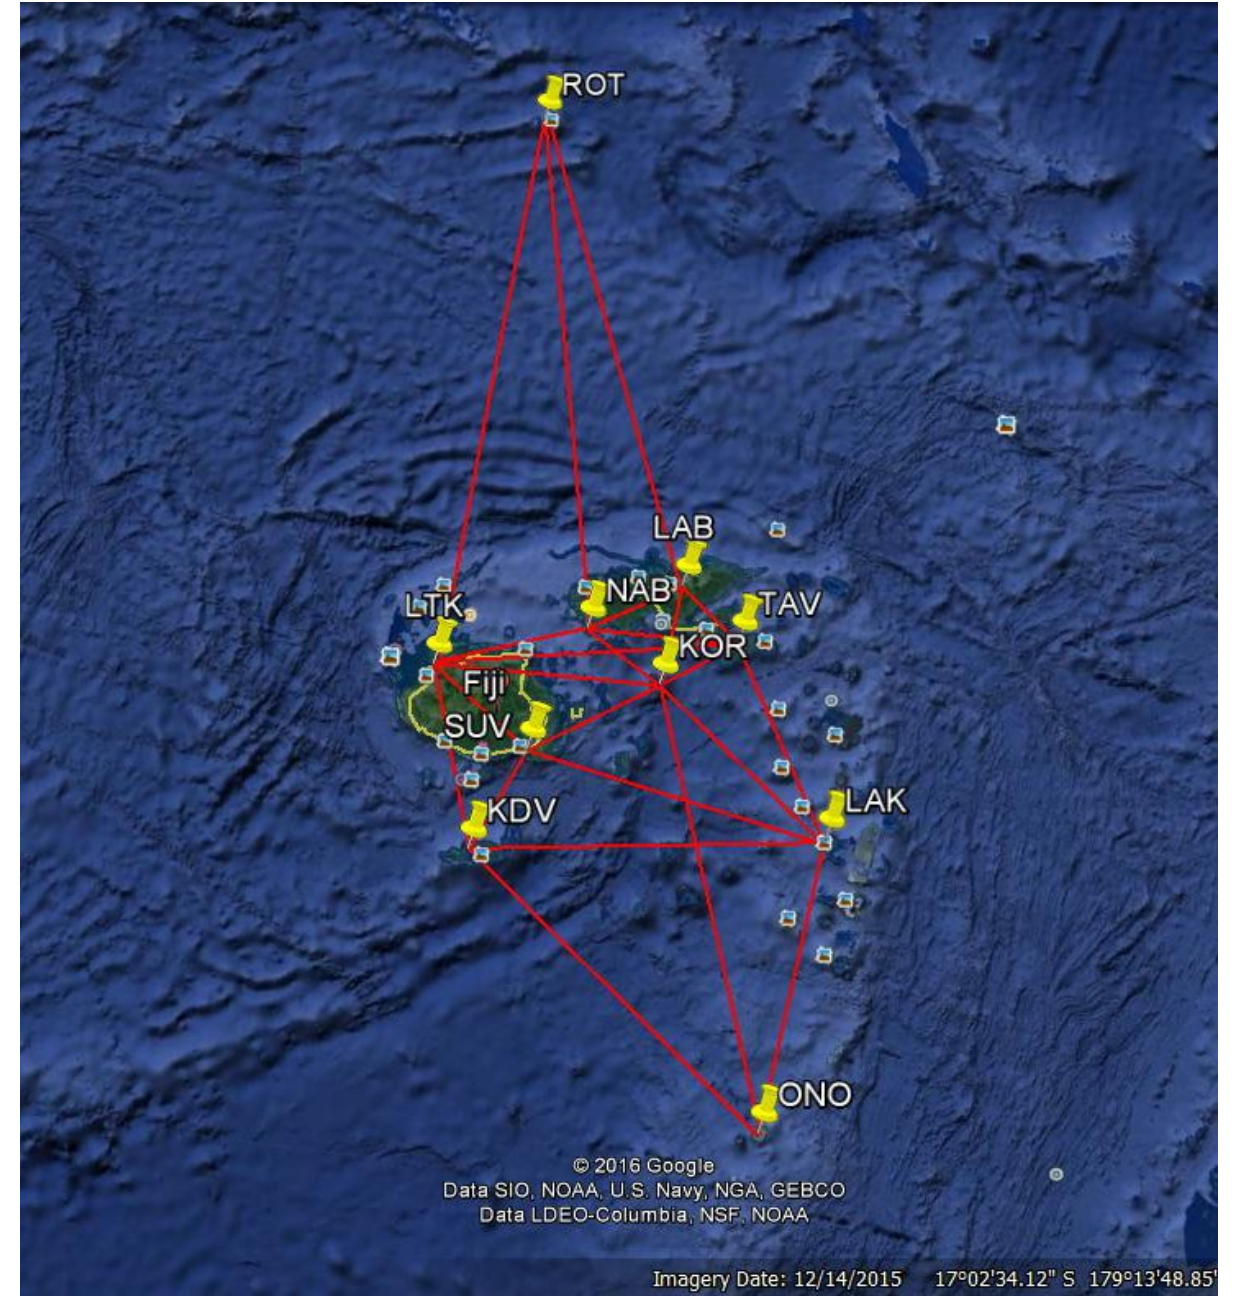 ROT
LAB
NAB
TAV
LTK
KOR
Fiji
SUV
KDV
LAK
ONO
© 2016 Google
Data SIO, NOAA, U.S. Navy, NGA, GEBCO
Data LDEO-Columbia, NSF, NOAA
Imagery Date: 12/14/2015 17°02'34.12" S 179°13'48.85"